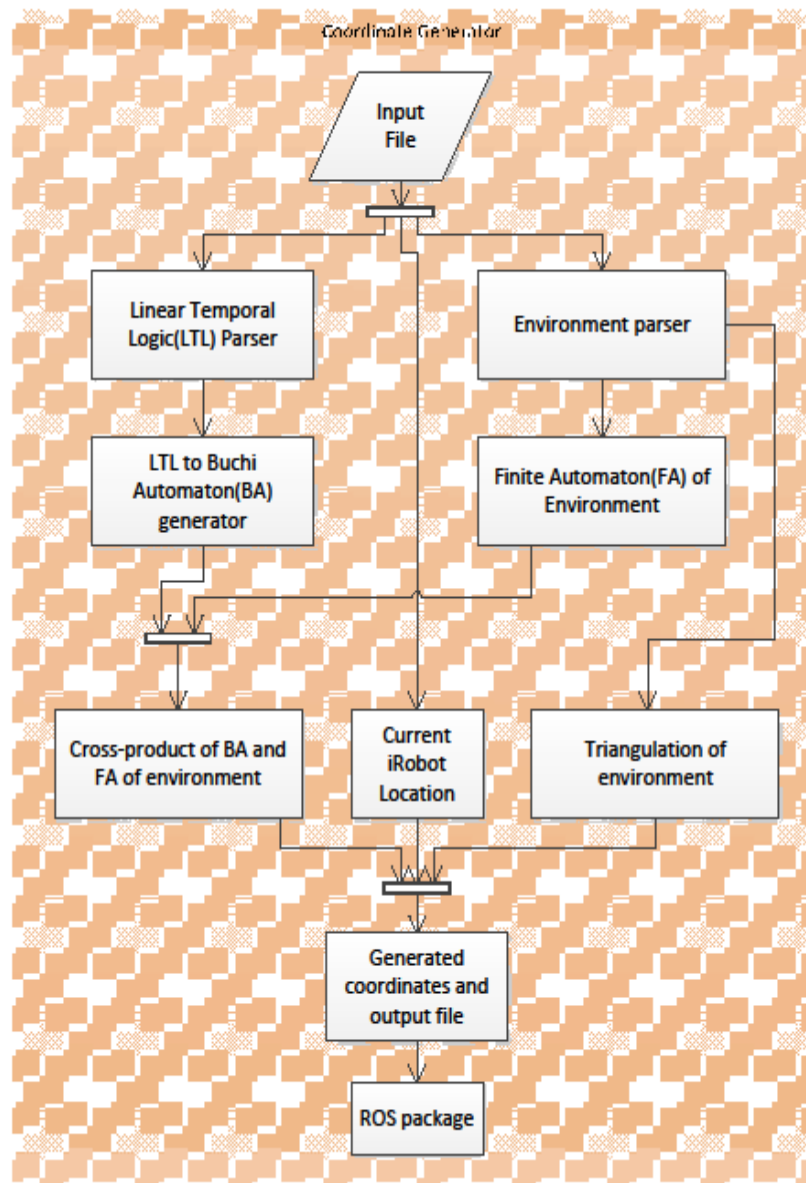 Coordinate Generator
Input
File
Linear Temporal
Logic(LTL) Parser
Environment parser
LTL to Buchi
Automaton(BA)
generator
Finite Automaton(FA) of
Environment
Cross-product of BA and
FA of environment
Current
iRobot
Location
Triangulation of
environment
Generated
coordinates and
output file
ROS package